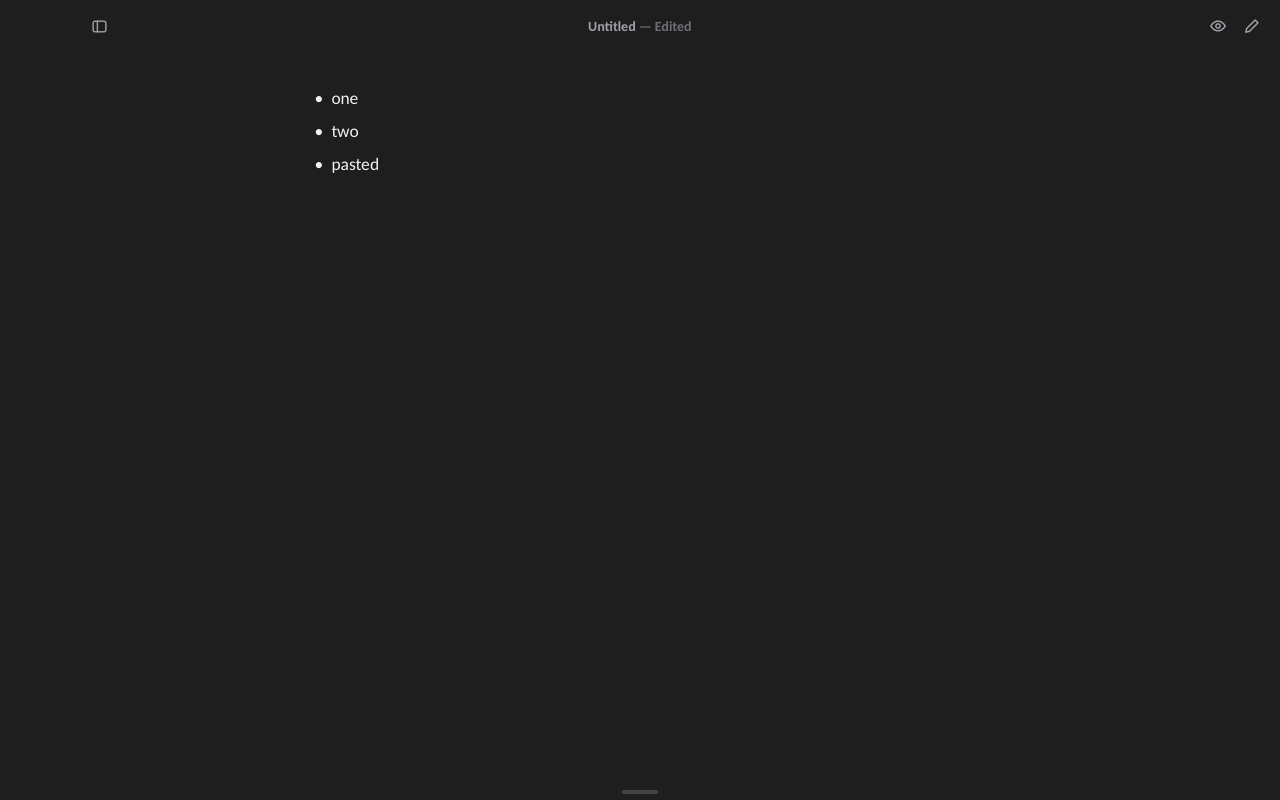 Untitled — Edited
• one
• two
• pasted